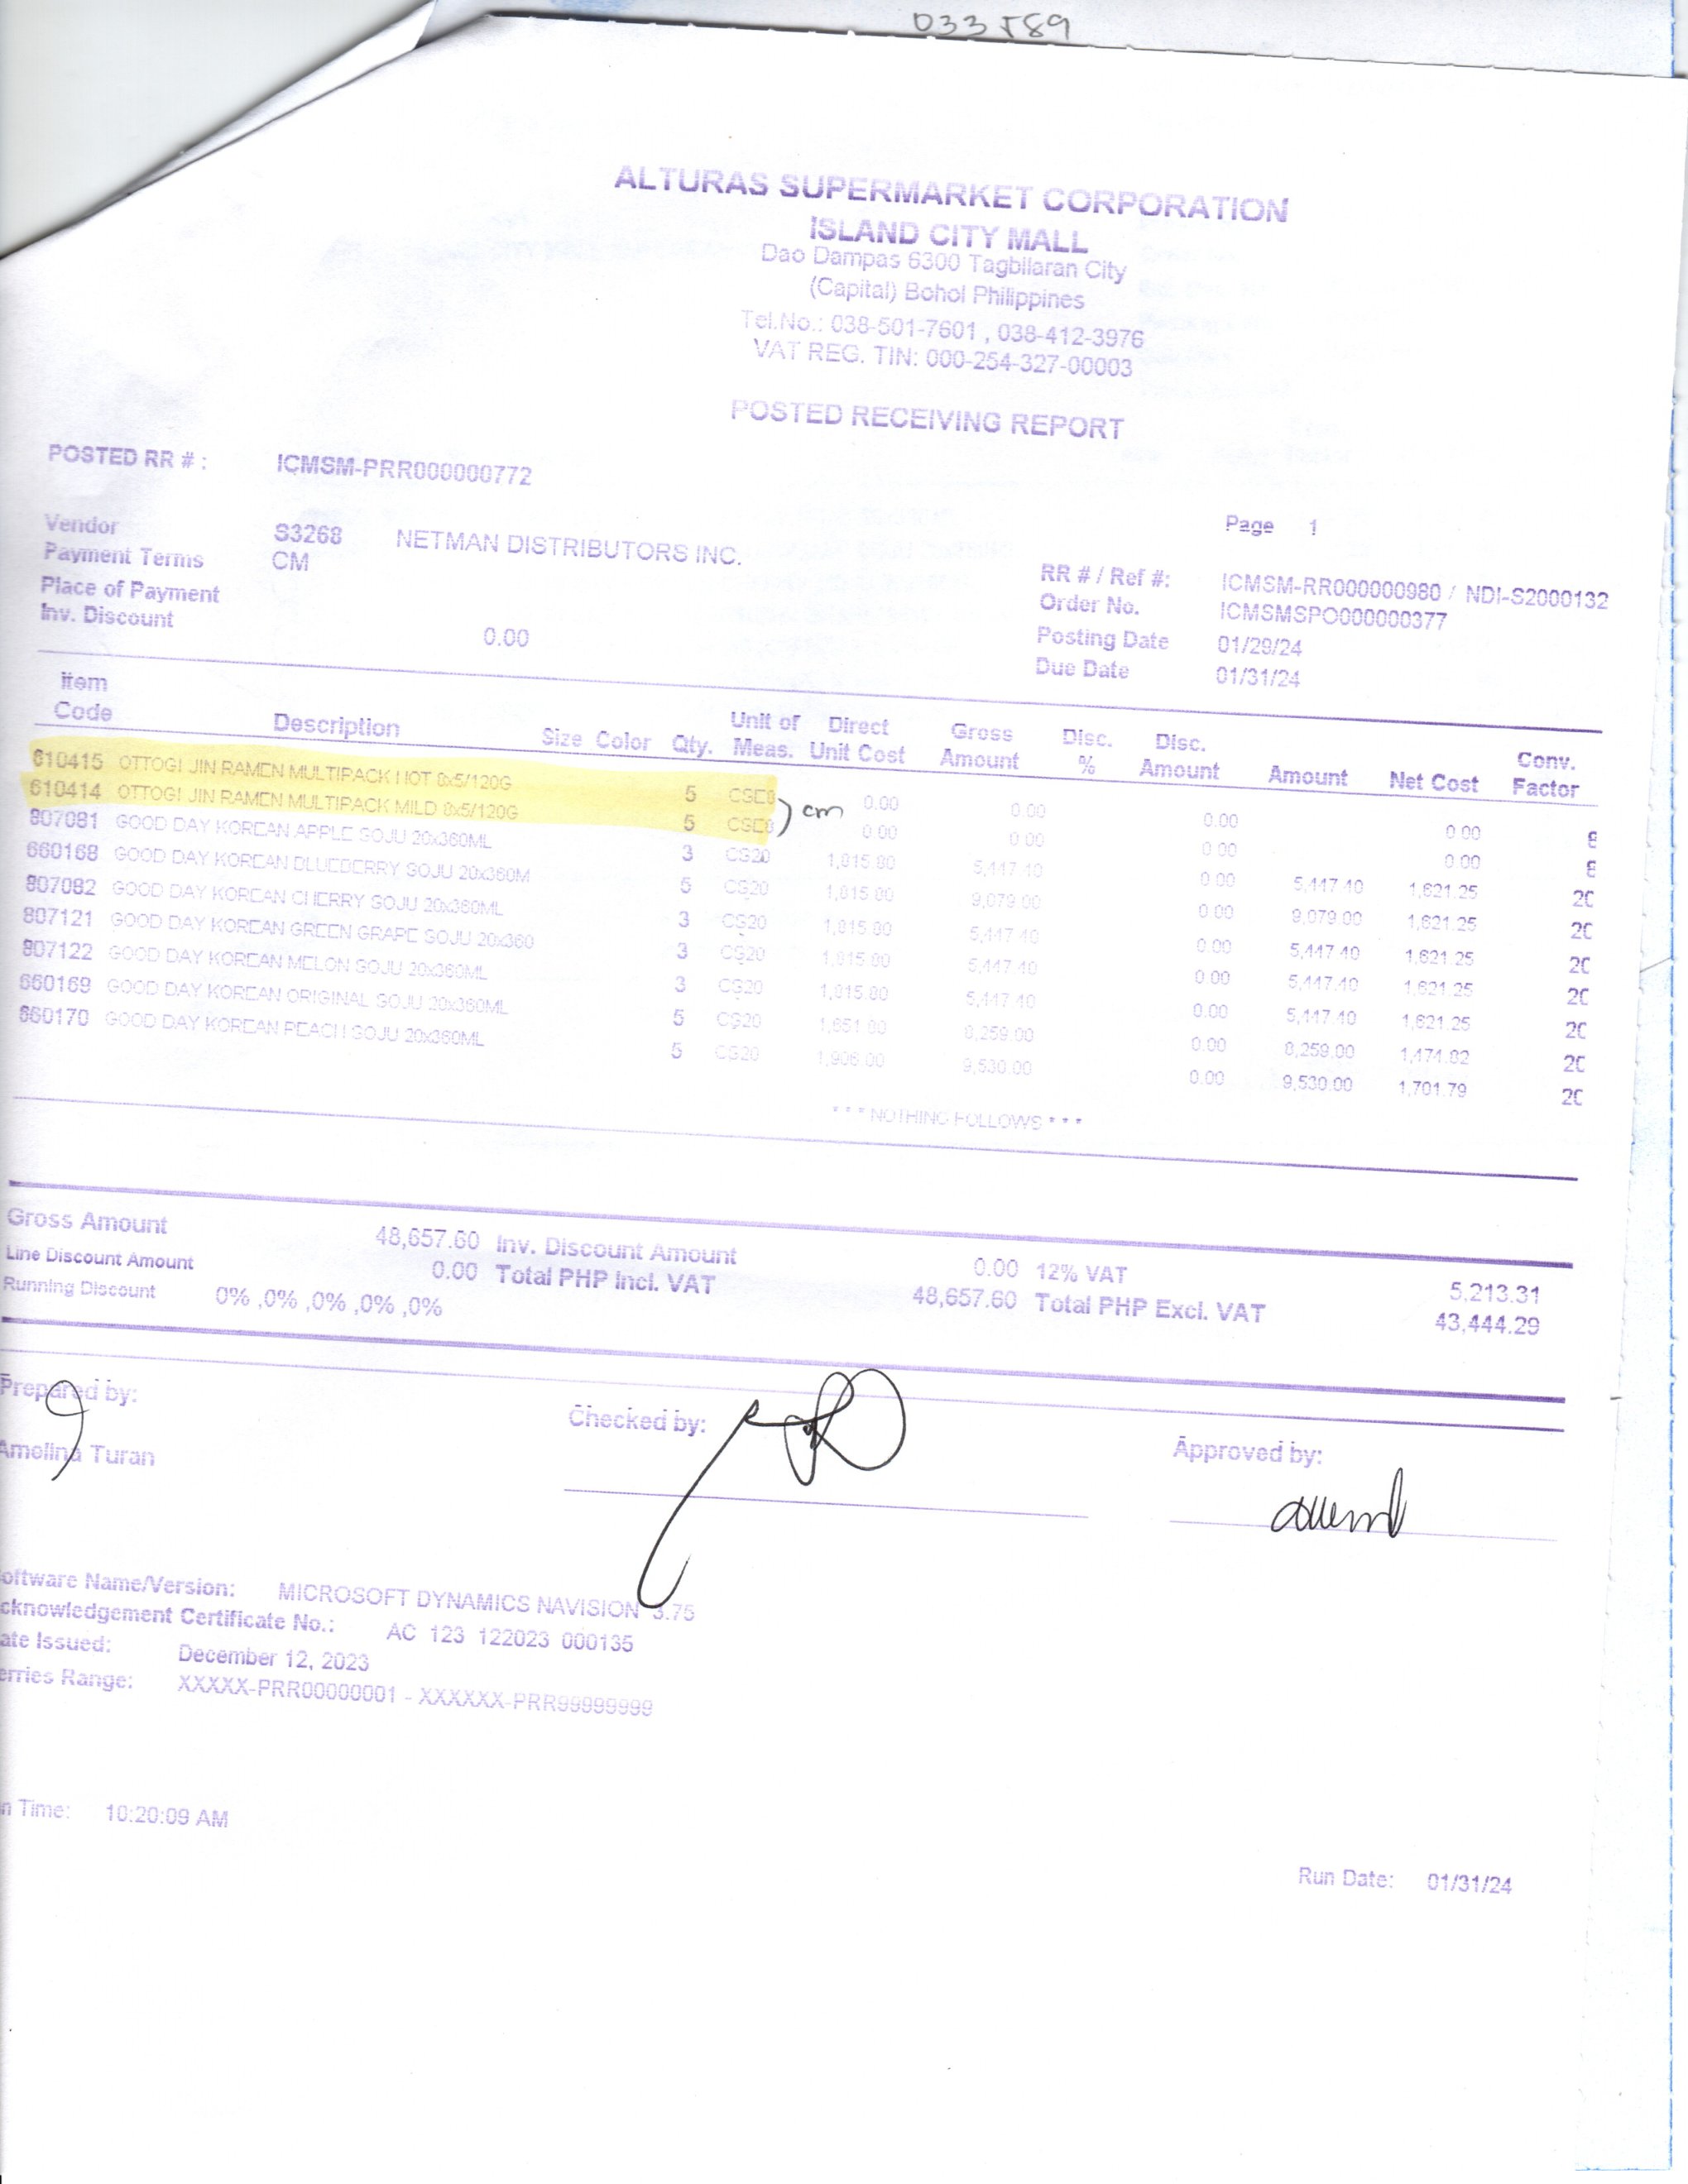 033589
ALTURAS SUPERMARKET CORPORATION
ISLAND CITY MALL
Dao Dampas 6300 Tagbilaran City
(Capital) Bohol Philippines
Tel.No.: 038-501-7601 , 038-412-3976
VAT REG. TIN: 000-254-327-00003
POSTED RECEIVING REPORT
POSTED RR # : ICMSM-PRR000000772
Page 1
Vendor S3268 NETMAN DISTRIBUTORS INC.
Payment Terms CM
Place of Payment
Inv. Discount 0.00
RR # / Ref #: ICMSM-RR000000980 / NDI-S2000132
Order No. ICMSMSPO000000377
Posting Date 01/29/24
Due Date 01/31/24
Item Code Description Size Color Qty. Unit of Meas. Direct Unit Cost Gross Amount Disc. % Disc. Amount Amount Net Cost Conv. Factor
610415 OTTOGI JIN RAMEN MULTIPACK HOT 8x5/120G 5 CSE8 0.00 0.00 0.00 0.00 8
610414 OTTOGI JIN RAMEN MULTIPACK MILD 8x5/120G 5 CSE8 0.00 0.00 0.00 0.00 8
cm
807081 GOOD DAY KOREAN APPLE SOJU 20x360ML 3 CG20 1,815.80 5,447.40 0.00 5,447.40 1,621.25 20
660168 GOOD DAY KOREAN BLUEBERRY SOJU 20x360M 5 CG20 1,815.80 9,079.00 0.00 9,079.00 1,621.25 20
807082 GOOD DAY KOREAN CHERRY SOJU 20x360ML 3 CG20 1,815.80 5,447.40 0.00 5,447.40 1,621.25 20
807121 GOOD DAY KOREAN GREEN GRAPE SOJU 20x360 3 CG20 1,815.80 5,447.40 0.00 5,447.40 1,621.25 20
807122 GOOD DAY KOREAN MELON SOJU 20x360ML 3 CG20 1,815.80 5,447.40 0.00 5,447.40 1,621.25 20
660169 GOOD DAY KOREAN ORIGINAL SOJU 20x360ML 5 CG20 1,651.80 8,259.00 0.00 8,259.00 1,474.82 20
660170 GOOD DAY KOREAN PEACH SOJU 20x360ML 5 CG20 1,906.00 9,530.00 0.00 9,530.00 1,701.79 20
* * * NOTHING FOLLOWS * * *
Gross Amount 48,657.60 Inv. Discount Amount 0.00 12% VAT 5,213.31
Line Discount Amount 0.00 Total PHP Incl. VAT 48,657.60 Total PHP Excl. VAT 43,444.29
Running Discount 0% ,0% ,0% ,0% ,0%
Prepared by: Checked by: Approved by:
Amelina Turan
oftware Name/Version: MICROSOFT DYNAMICS NAVISION 3.75
cknowledgement Certificate No.: AC 123 122023 000135
ate Issued: December 12, 2023
erries Range: XXXXX-PRR00000001 - XXXXXX-PRR99999999
n Time: 10:20:09 AM
Run Date: 01/31/24